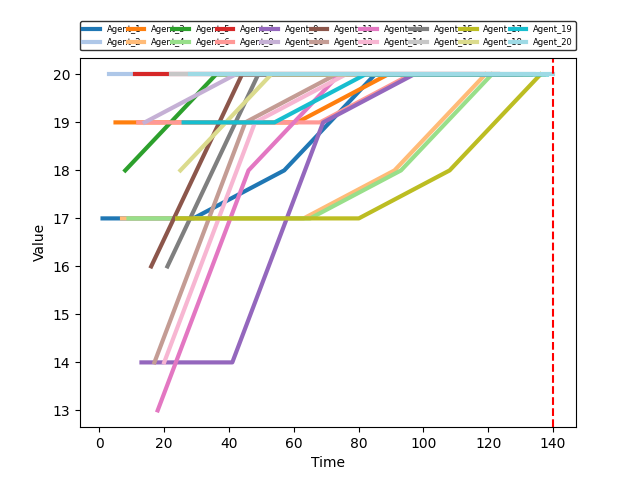 Agent_1 Agent_3 Agent_5 Agent_7 Agent_9 Agent_11 Agent_13 Agent_15 Agent_17 Agent_19
Agent_2 Agent_4 Agent_6 Agent_8 Agent_10 Agent_12 Agent_14 Agent_16 Agent_18 Agent_20
20
19
18
17
16
15
14
13
Value
0 20 40 60 80 100 120 140
Time